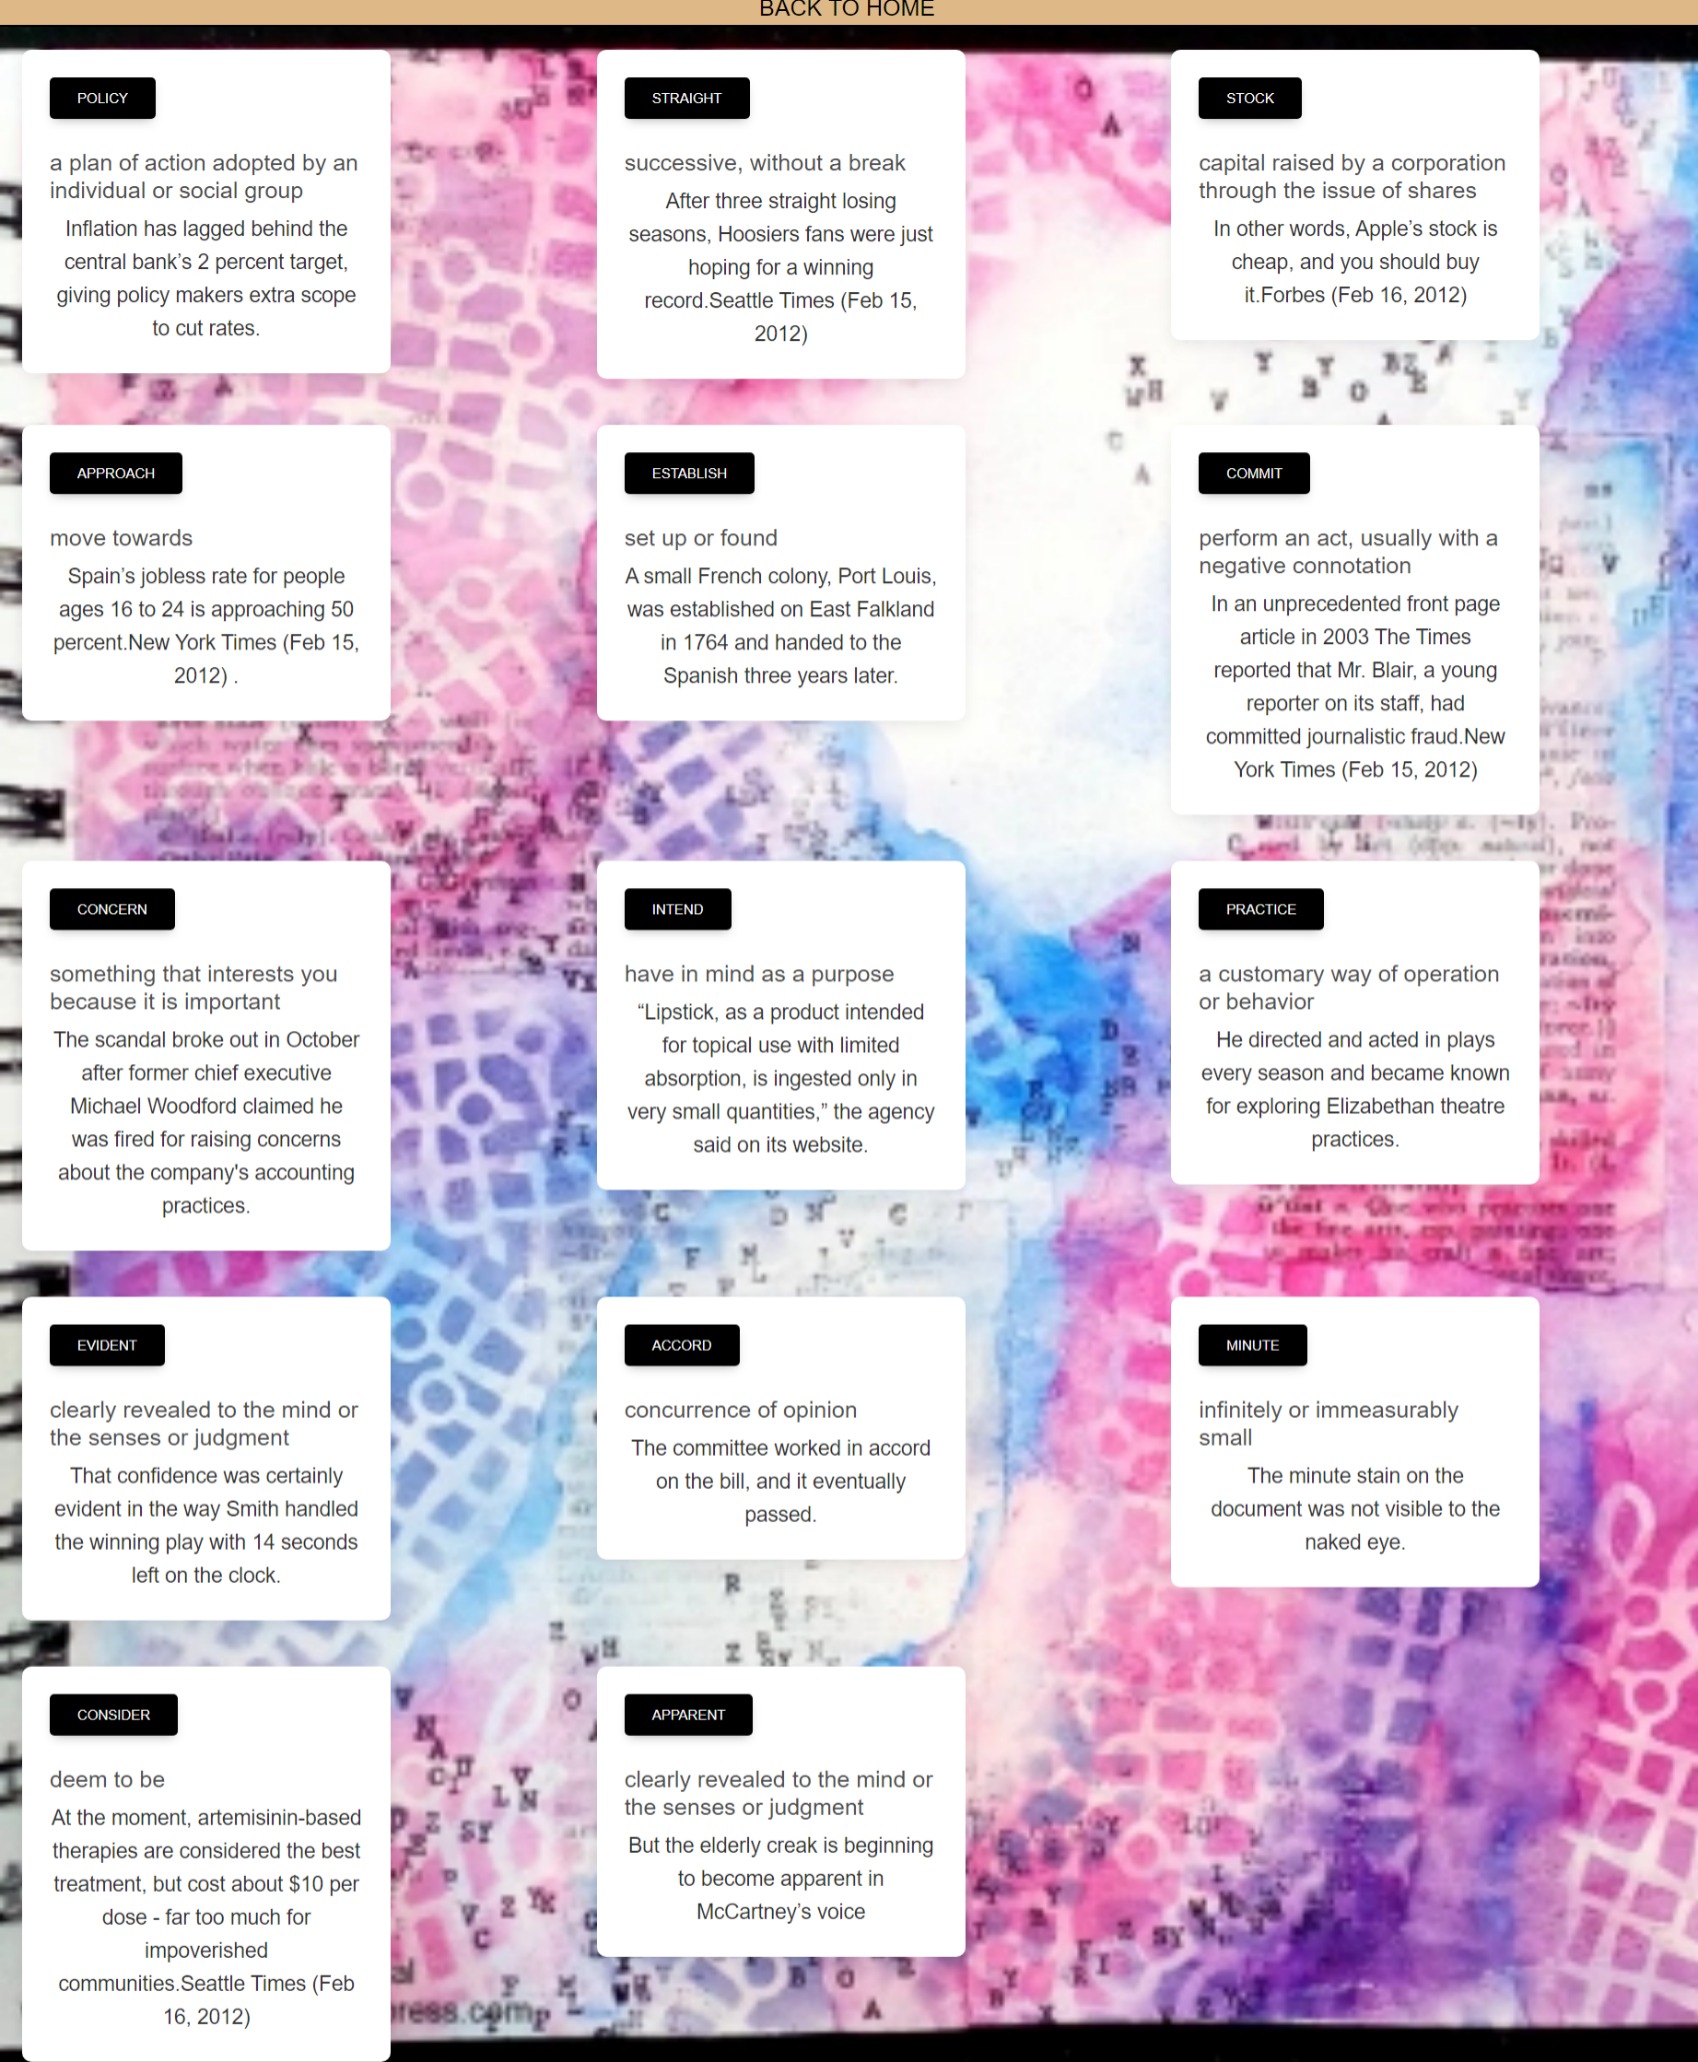 BACK TO HOME
POLICY
a plan of action adopted by an
individual or social group
Inflation has lagged behind the
central bank’s 2 percent target,
giving policy makers extra scope
to cut rates.
STRAIGHT
successive, without a break
After three straight losing
seasons, Hoosiers fans were just
hoping for a winning
record.Seattle Times (Feb 15,
2012)
STOCK
capital raised by a corporation
through the issue of shares
In other words, Apple’s stock is
cheap, and you should buy
it.Forbes (Feb 16, 2012)
APPROACH
move towards
Spain’s jobless rate for people
ages 16 to 24 is approaching 50
percent.New York Times (Feb 15,
2012) .
ESTABLISH
set up or found
A small French colony, Port Louis,
was established on East Falkland
in 1764 and handed to the
Spanish three years later.
COMMIT
perform an act, usually with a
negative connotation
In an unprecedented front page
article in 2003 The Times
reported that Mr. Blair, a young
reporter on its staff, had
committed journalistic fraud.New
York Times (Feb 15, 2012)
CONCERN
something that interests you
because it is important
The scandal broke out in October
after former chief executive
Michael Woodford claimed he
was fired for raising concerns
about the company's accounting
practices.
INTEND
have in mind as a purpose
“Lipstick, as a product intended
for topical use with limited
absorption, is ingested only in
very small quantities,” the agency
said on its website.
PRACTICE
a customary way of operation
or behavior
He directed and acted in plays
every season and became known
for exploring Elizabethan theatre
practices.
EVIDENT
clearly revealed to the mind or
the senses or judgment
That confidence was certainly
evident in the way Smith handled
the winning play with 14 seconds
left on the clock.
ACCORD
concurrence of opinion
The committee worked in accord
on the bill, and it eventually
passed.
MINUTE
infinitely or immeasurably
small
The minute stain on the
document was not visible to the
naked eye.
CONSIDER
deem to be
At the moment, artemisinin-based
therapies are considered the best
treatment, but cost about $10 per
dose - far too much for
impoverished
communities.Seattle Times (Feb
16, 2012)
APPARENT
clearly revealed to the mind or
the senses or judgment
But the elderly creak is beginning
to become apparent in
McCartney’s voice